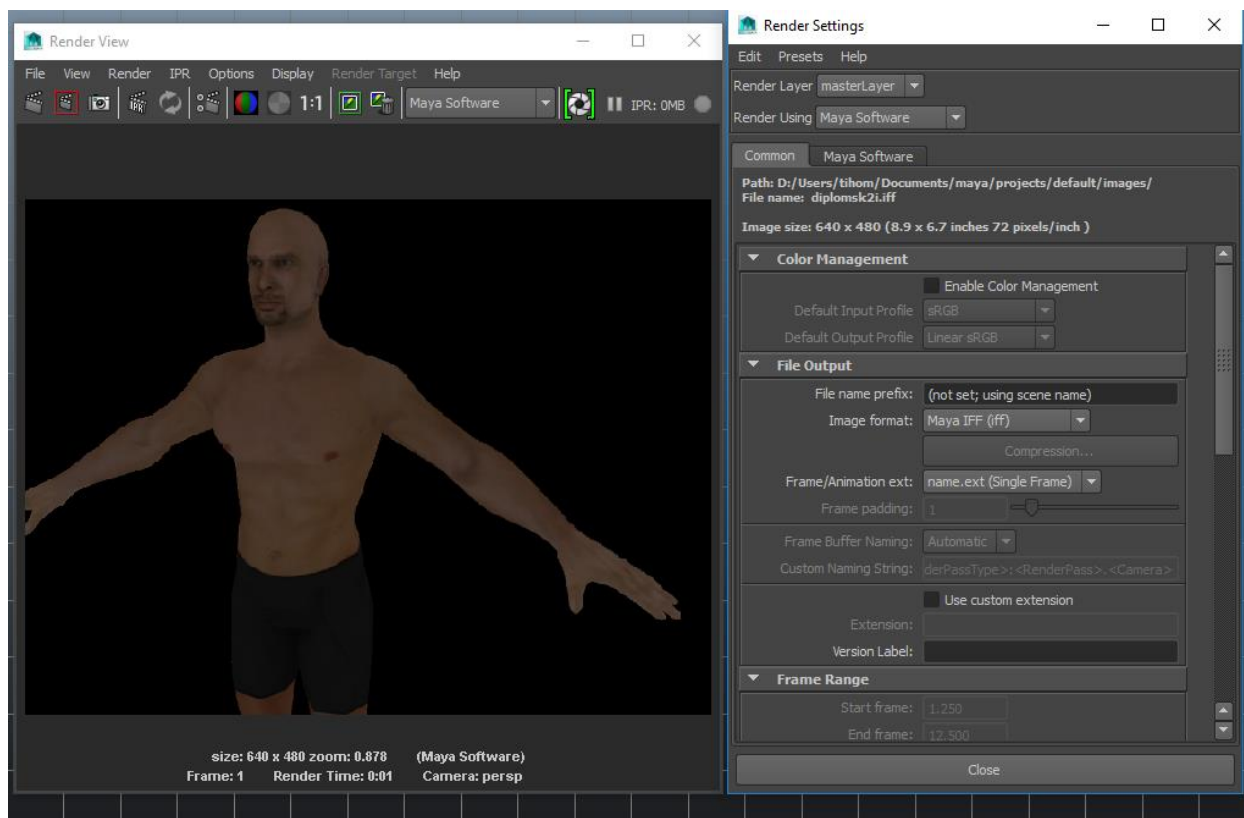 Render View
File View Render IPR Options Display Render Target Help
IPR 1:1 Maya Software IPR: 0MB
size: 640 x 480 zoom: 0.878 (Maya Software)
Frame: 1 Render Time: 0:01 Camera: persp
Render Settings
Edit Presets Help
Render Layer masterLayer
Render Using Maya Software
Common Maya Software
Path: D:/Users/tihom/Documents/maya/projects/default/images/
File name: diplomsk2i.iff
Image size: 640 x 480 (8.9 x 6.7 inches 72 pixels/inch )
Color Management
Enable Color Management
Default Input Profile sRGB
Default Output Profile Linear sRGB
File Output
File name prefix: (not set; using scene name)
Image format: Maya IFF (iff)
Compression...
Frame/Animation ext: name.ext (Single Frame)
Frame padding: 1
Frame Buffer Naming: Automatic
Custom Naming String: derPassType>:<RenderPass>.<Camera>
Use custom extension
Extension:
Version Label:
Frame Range
Start frame: 1.250
End frame: 12.500
Close